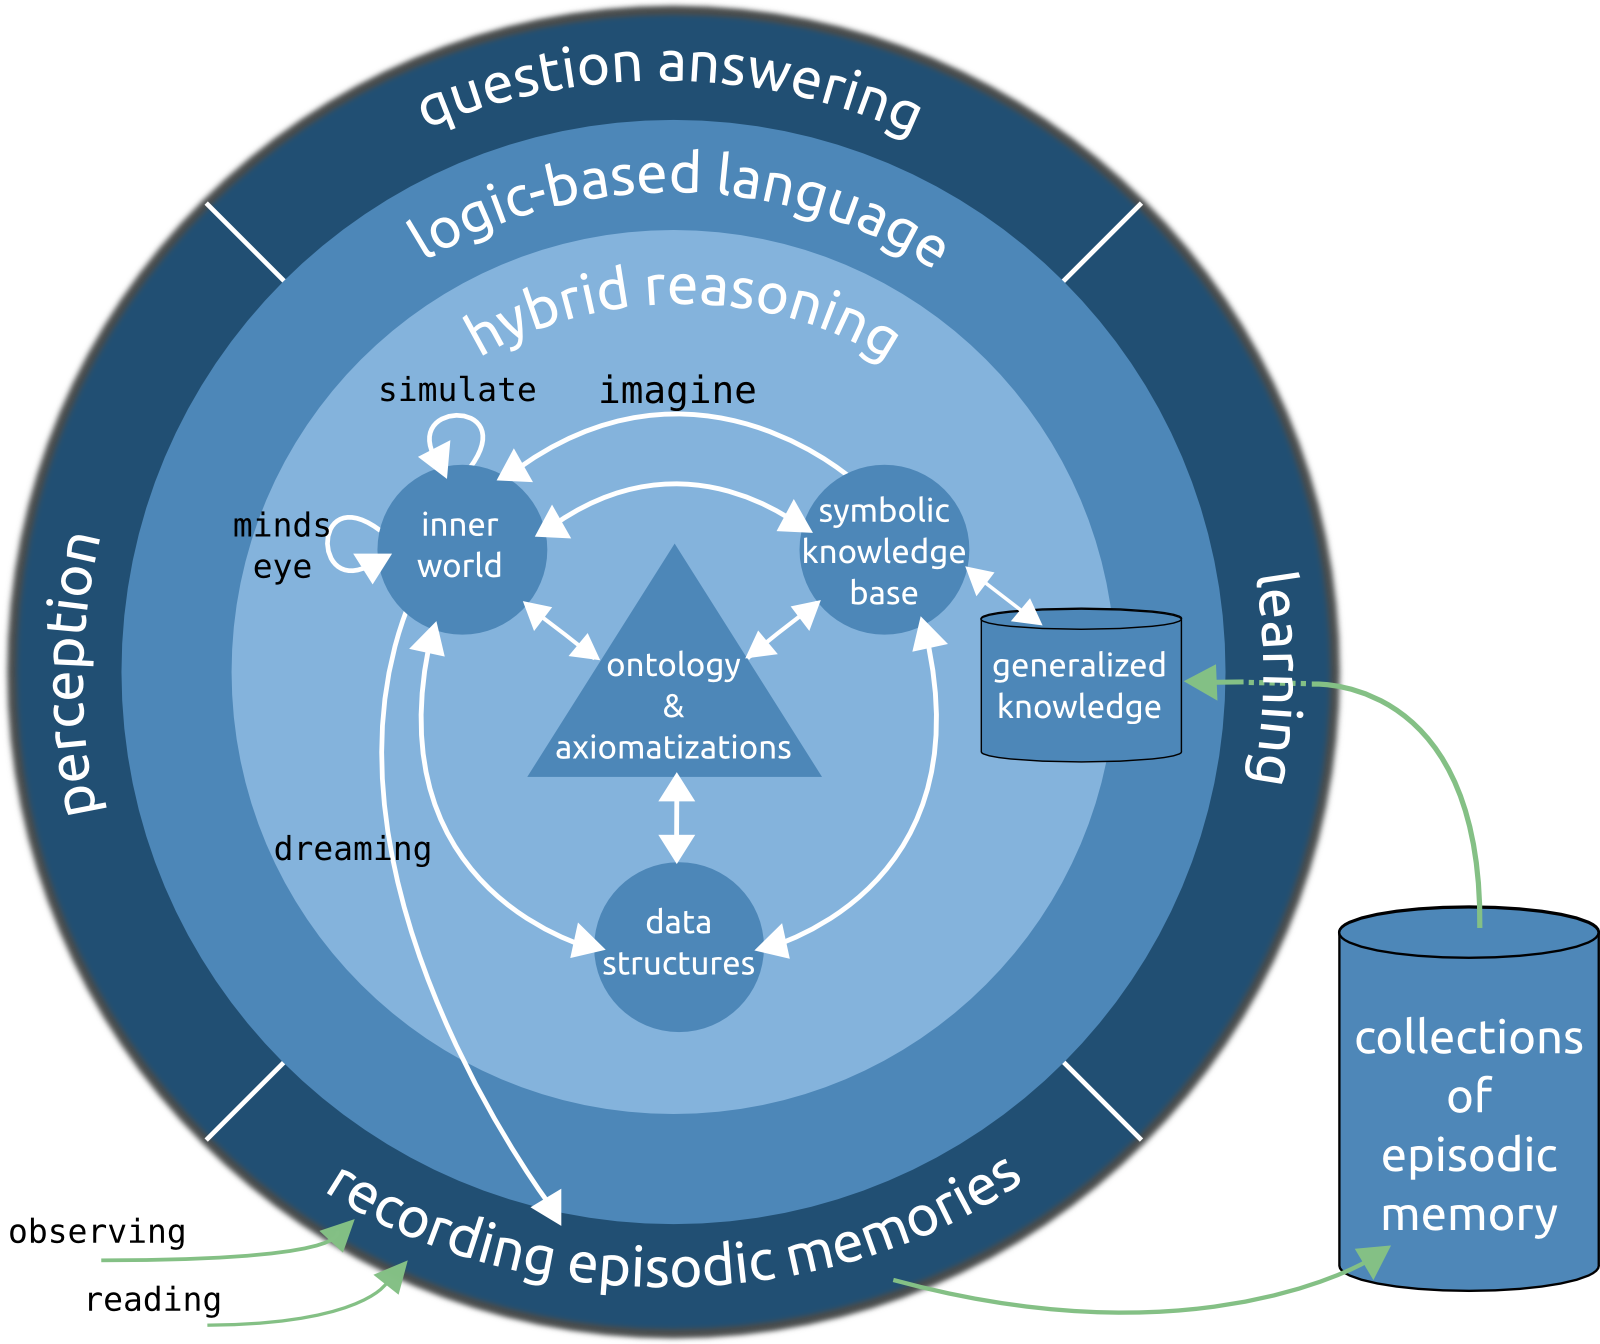 question answering
logic-based language
hybrid reasoning
simulate
imagine
minds
eye
inner
world
symbolic
knowledge
base
perception
learning
ontology
&
axiomatizations
generalized
knowledge
dreaming
data
structures
collections
of
episodic
memory
recording episodic memories
observing
reading